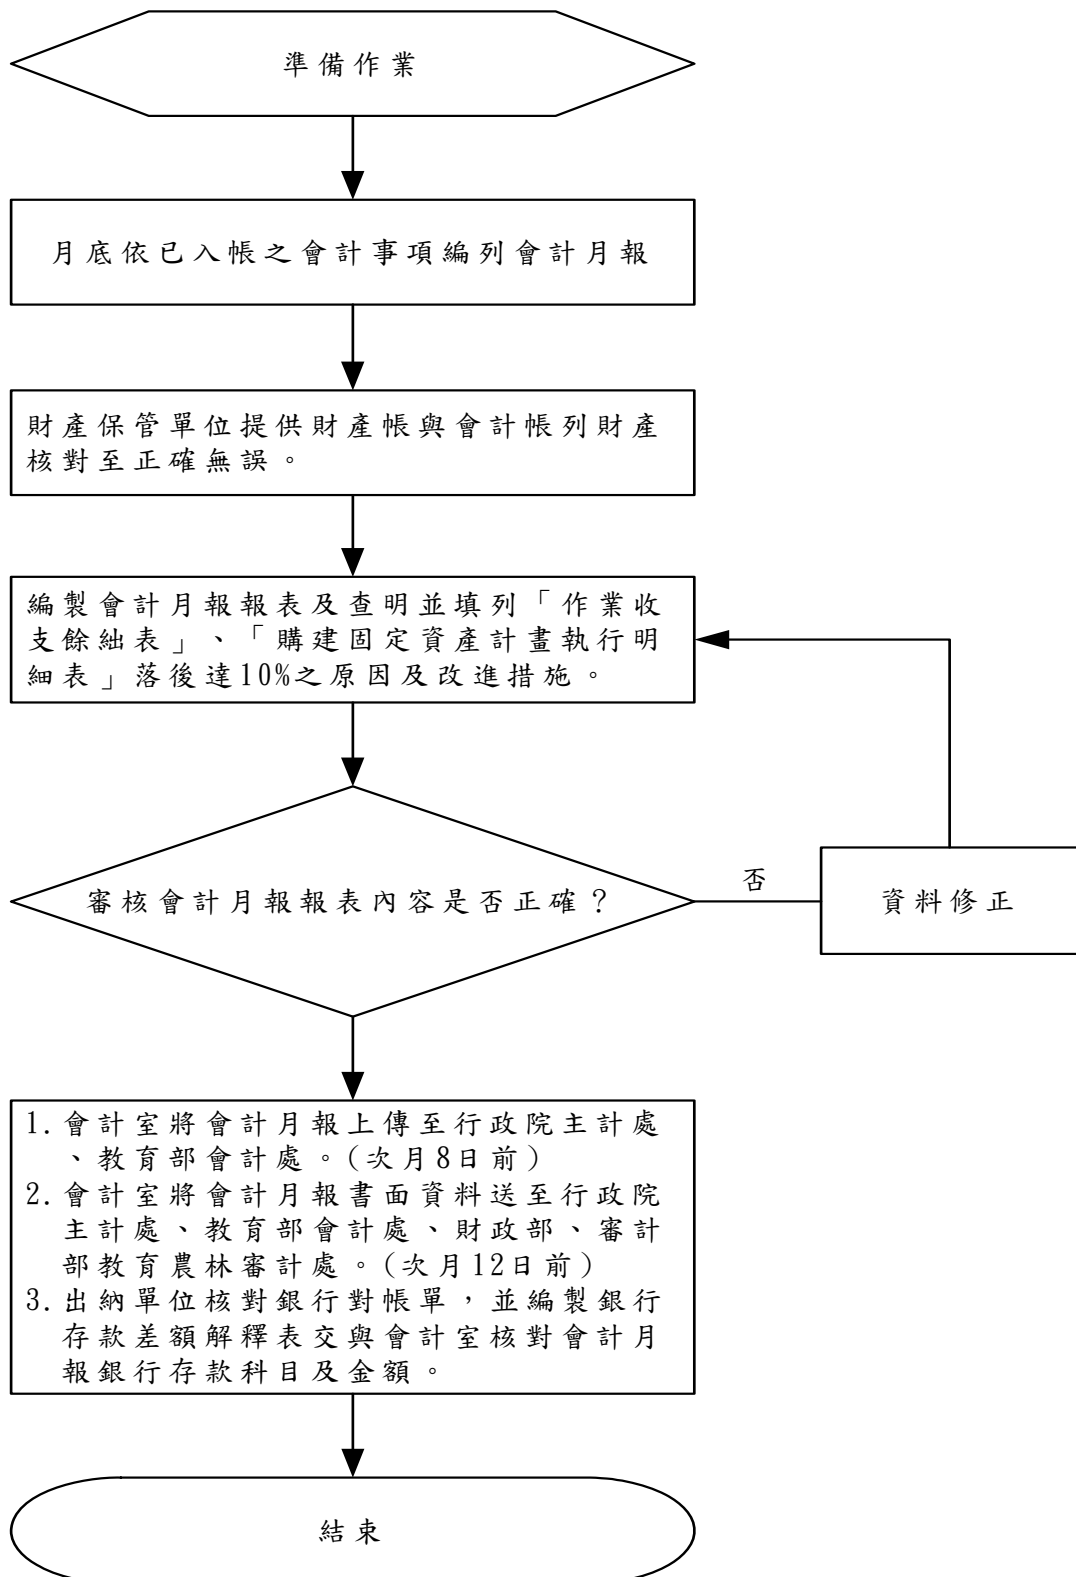 準備作業
月底依已入帳之會計事項編列會計月報
財產保管單位提供財產帳與會計帳列財產
核對至正確無誤。
編製會計月報報表及查明並填列「作業收
支餘絀表」、「購建固定資產計畫執行明
細表」落後達10%之原因及改進措施。
審核會計月報報表內容是否正確？
否
資料修正
1.會計室將會計月報上傳至行政院主計處
、教育部會計處。(次月8日前)
2.會計室將會計月報書面資料送至行政院
主計處、教育部會計處、財政部、審計
部教育農林審計處。(次月12日前)
3.出納單位核對銀行對帳單，並編製銀行
存款差額解釋表交與會計室核對會計月
報銀行存款科目及金額。
結束